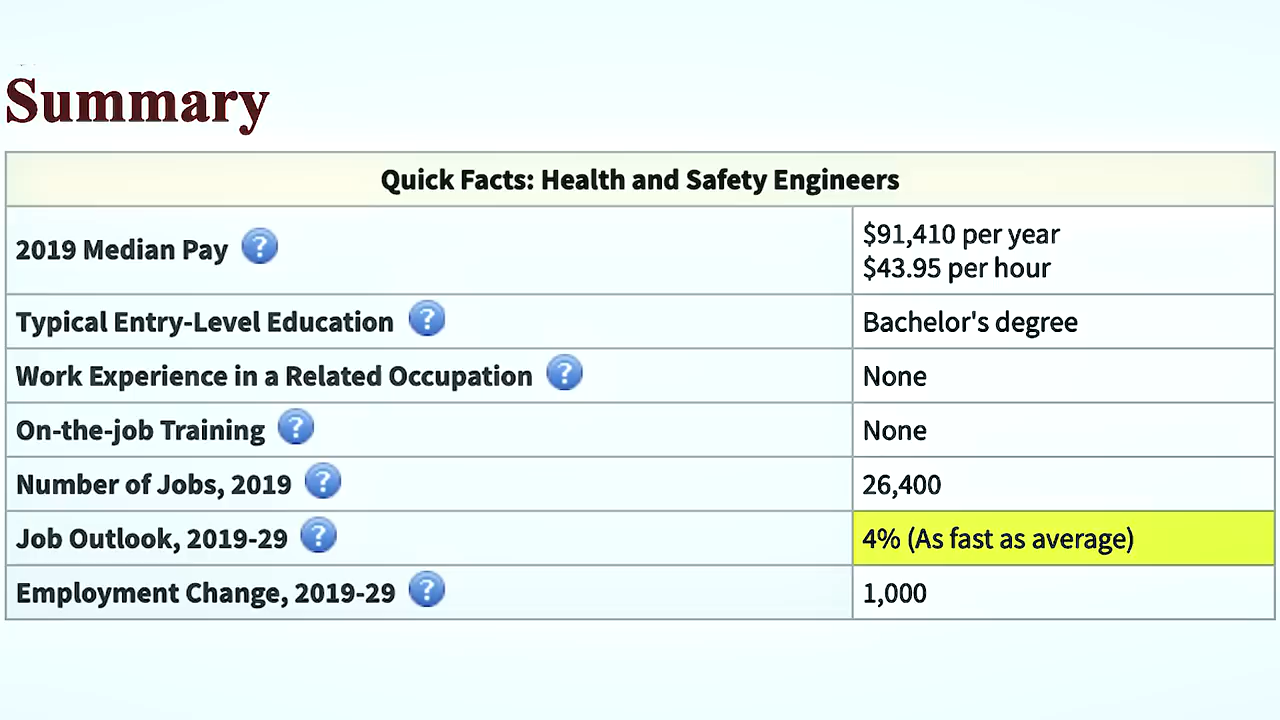 Summary
Quick Facts: Health and Safety Engineers
2019 Median Pay ?
$91,410 per year
$43.95 per hour
Typical Entry-Level Education ?
Bachelor's degree
Work Experience in a Related Occupation ?
None
On-the-job Training ?
None
Number of Jobs, 2019 ?
26,400
Job Outlook, 2019-29 ?
4% (As fast as average)
Employment Change, 2019-29 ?
1,000